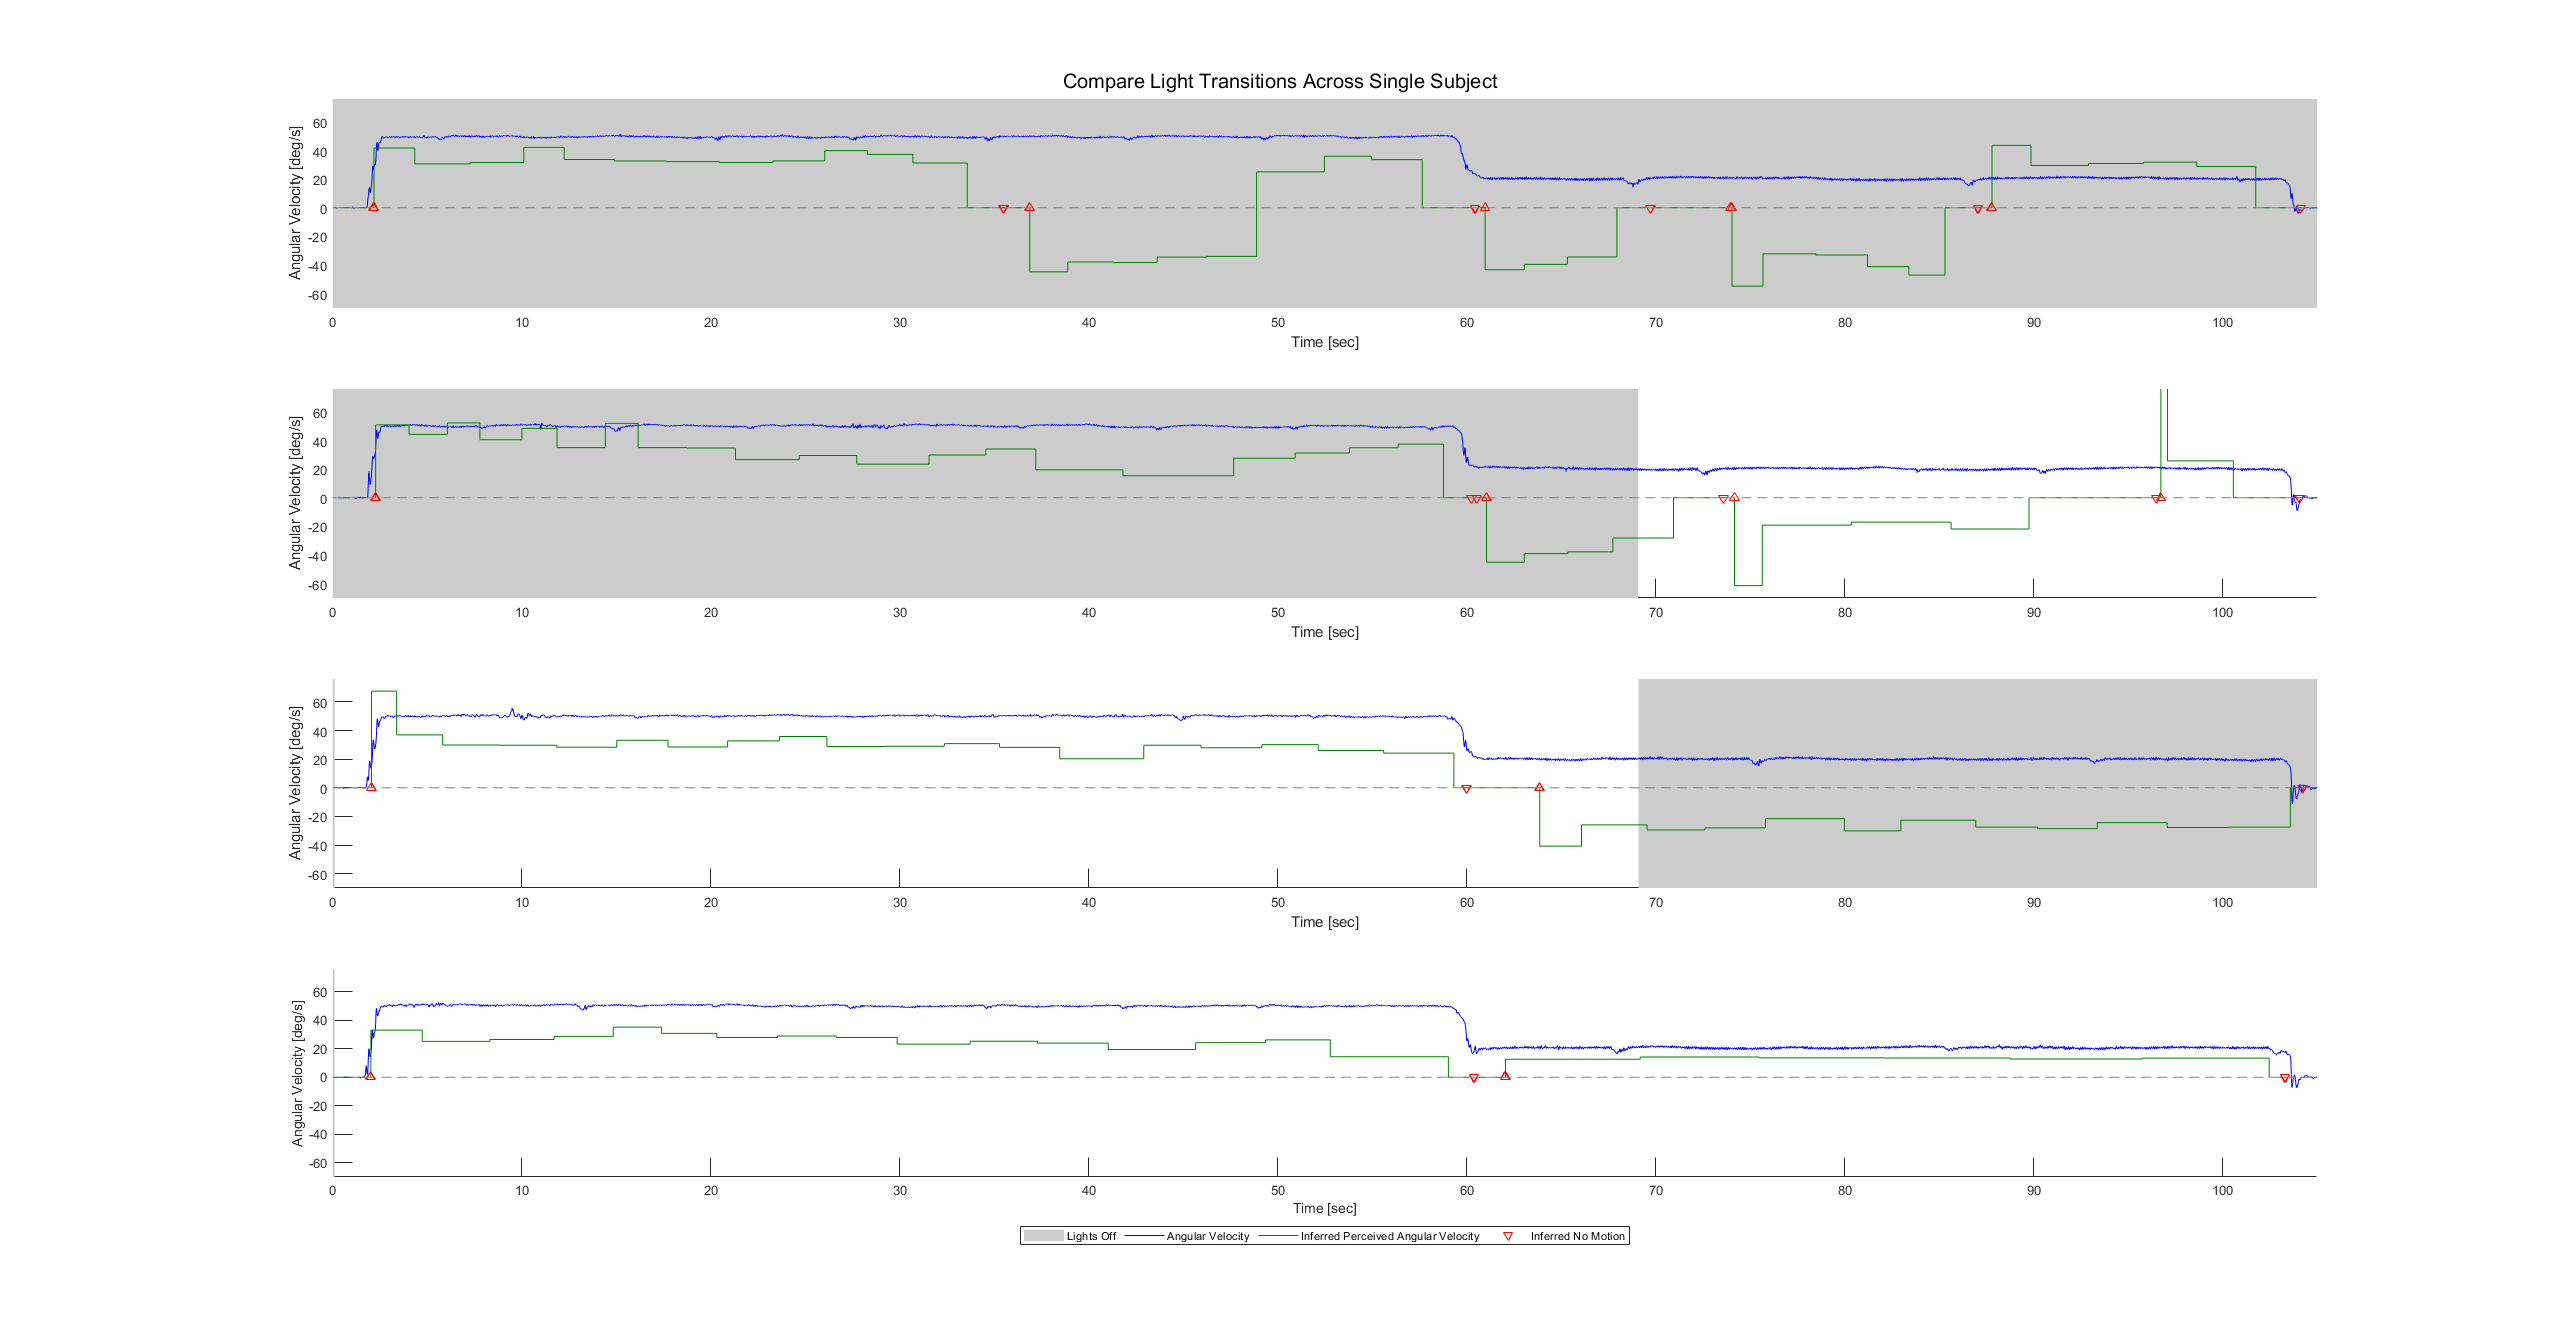 Compare Light Transitions Across Single Subject
Angular Velocity [deg/s]
60
40
20
0
-20
-40
-60
0 10 20 30 40 50 60 70 80 90 100
Time [sec]
Angular Velocity [deg/s]
60
40
20
0
-20
-40
-60
0 10 20 30 40 50 60 70 80 90 100
Time [sec]
Angular Velocity [deg/s]
60
40
20
0
-20
-40
-60
0 10 20 30 40 50 60 70 80 90 100
Time [sec]
Angular Velocity [deg/s]
60
40
20
0
-20
-40
-60
0 10 20 30 40 50 60 70 80 90 100
Time [sec]
Lights Off Angular Velocity Inferred Perceived Angular Velocity Inferred No Motion